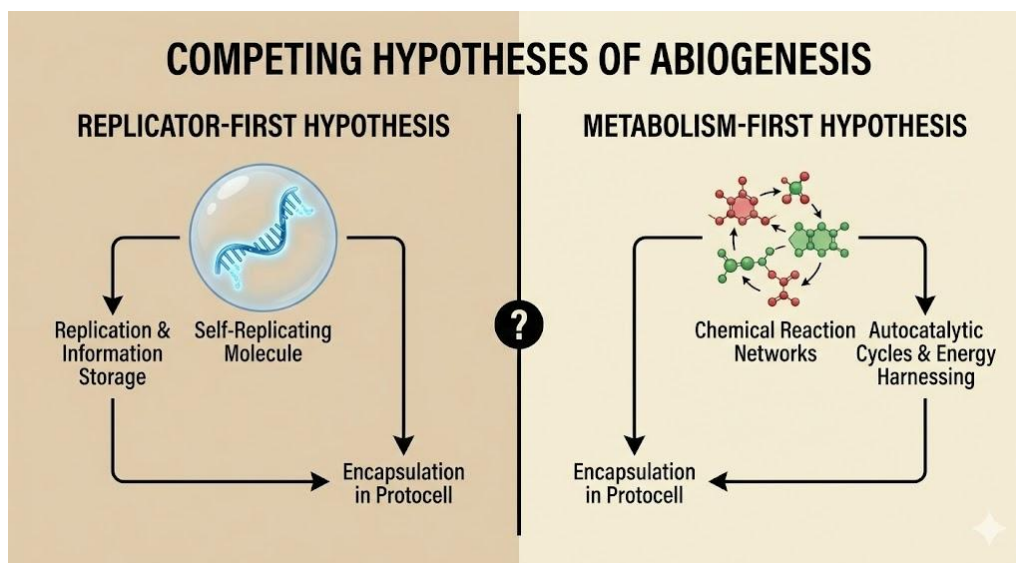 COMPETING HYPOTHESES OF ABIOGENESIS
REPLICATOR-FIRST HYPOTHESIS
Replication &
Information
Storage
Self-Replicating
Molecule
Encapsulation
in Protocell
?
METABOLISM-FIRST HYPOTHESIS
Chemical Reaction
Networks
Autocatalytic
Cycles & Energy
Harnessing
Encapsulation
in Protocell